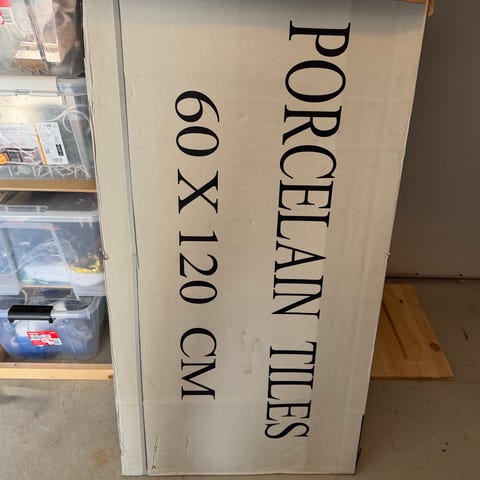 PORCELAIN TILES
60 X 120 CM